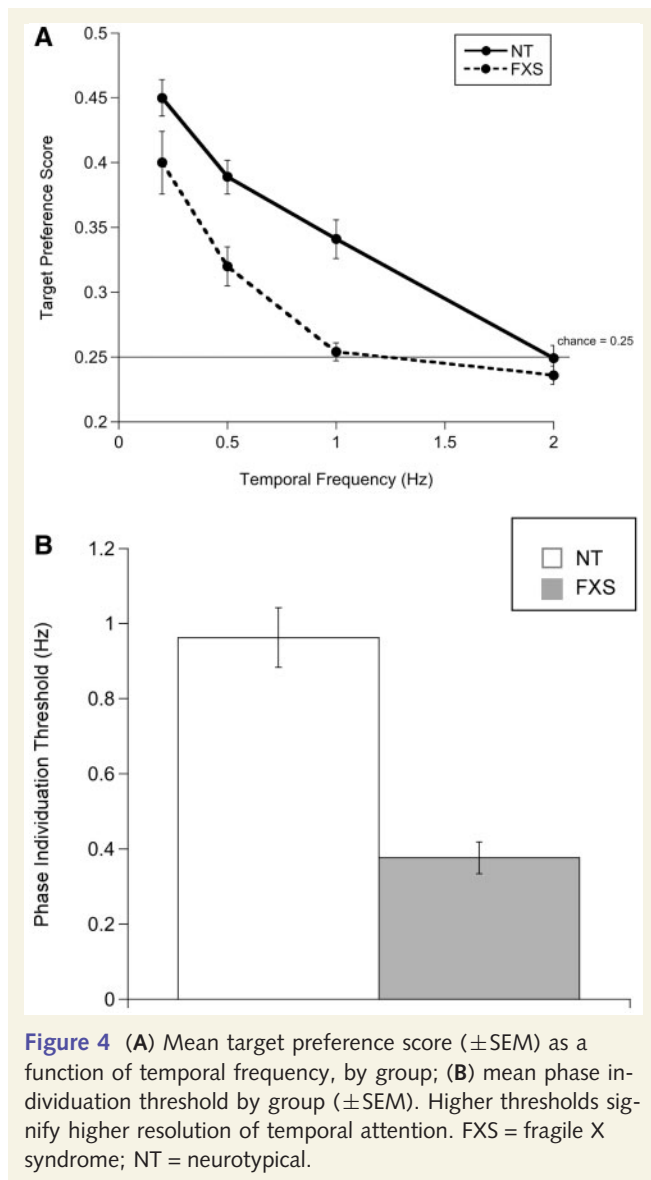 A
0.5
0.45
0.4
0.35
0.3
0.25
0.2
Target Preference Score
NT
FXS
chance = 0.25
0
0.5
1
1.5
2
Temporal Frequency (Hz)
B
1.2
1
0.8
0.6
0.4
0.2
0
Phase Individuation Threshold (Hz)
NT
FXS
Figure 4 (A) Mean target preference score (±SEM) as a
function of temporal frequency, by group; (B) mean phase in-
dividuation threshold by group (±SEM). Higher thresholds sig-
nify higher resolution of temporal attention. FXS = fragile X
syndrome; NT = neurotypical.